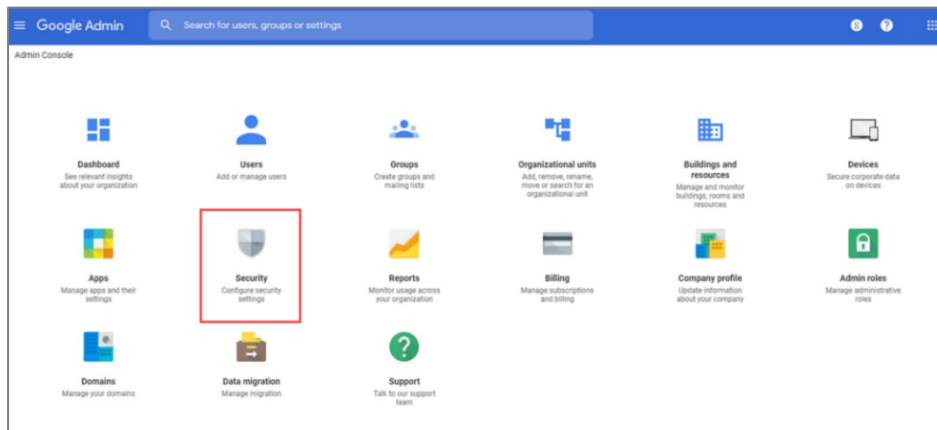 Google Admin
Search for users, groups or settings
8
?
Admin Console
Dashboard
See relevant insights
about your organization
Users
Add or manage users
Groups
Create groups and
mailing lists
Organizational units
Add, remove, rename,
move or search for an
organizational unit
Buildings and
resources
Manage and monitor
buildings, rooms and
resources
Devices
Secure corporate data
on devices
Apps
Manage apps and their
settings
Security
Configure security
settings
Reports
Monitor usage across
your organization
Billing
Manage subscriptions
and billing
Company profile
Update information
about your company
Admin roles
Manage administrative
roles
Domains
Manage your domains
Data migration
Manage migration
?
Support
Talk to our support
team